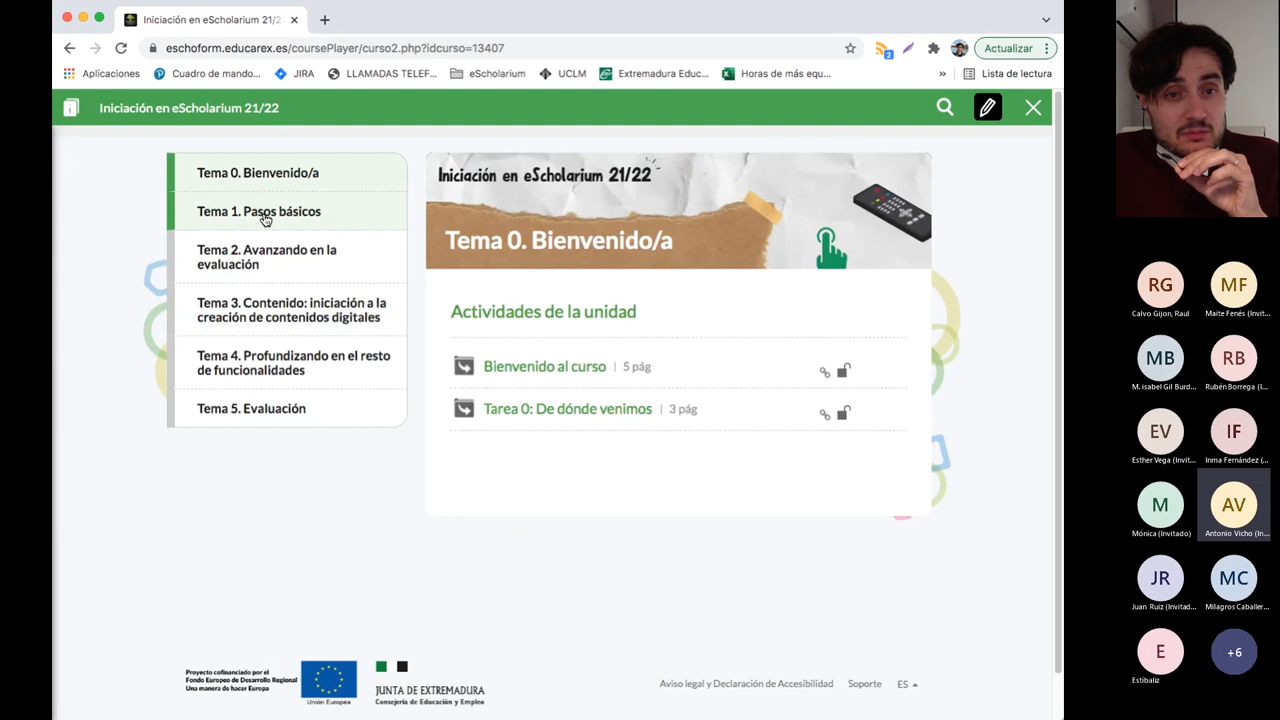 Iniciación en eScholarium 21/2
eschoform.educarex.es/coursePlayer/curso2.php?idcurso=13407
2
Actualizar
Aplicaciones
Cuadro de mando...
JIRA
LLAMADAS TELEF...
eScholarium
UCLM
Extremadura Educ...
Horas de más equ...
»
Lista de lectura
Iniciación en eScholarium 21/22
Tema 0. Bienvenido/a
Tema 1. Pasos básicos
Tema 2. Avanzando en la
evaluación
Tema 3. Contenido: iniciación a la
creación de contenidos digitales
Tema 4. Profundizando en el resto
de funcionalidades
Tema 5. Evaluación
Iniciación en eScholarium 21/22
Tema 0. Bienvenido/a
Actividades de la unidad
Bienvenido al curso | 5 pág
Tarea 0: De dónde venimos | 3 pág
Proyecto cofinanciado por el
Fondo Europeo de Desarrollo Regional
Una manera de hacer Europa
Unión Europea
JUNTA DE EXTREMADURA
Consejería de Educación y Empleo
Aviso legal y Declaración de Accesibilidad
Soporte
ES
RG
Calvo Gijon, Raul
MF
Maite Fenés (Invit...
MB
M. isabel Gil Burd...
RB
Rubén Borrega (I...
EV
Esther Vega (Invit...
IF
Inma Fernández (...
M
Mónica (Invitado)
AV
Antonio Vicho (In...
JR
Juan Ruiz (Invitad...
MC
Milagros Caballer...
E
Estíbaliz
+6